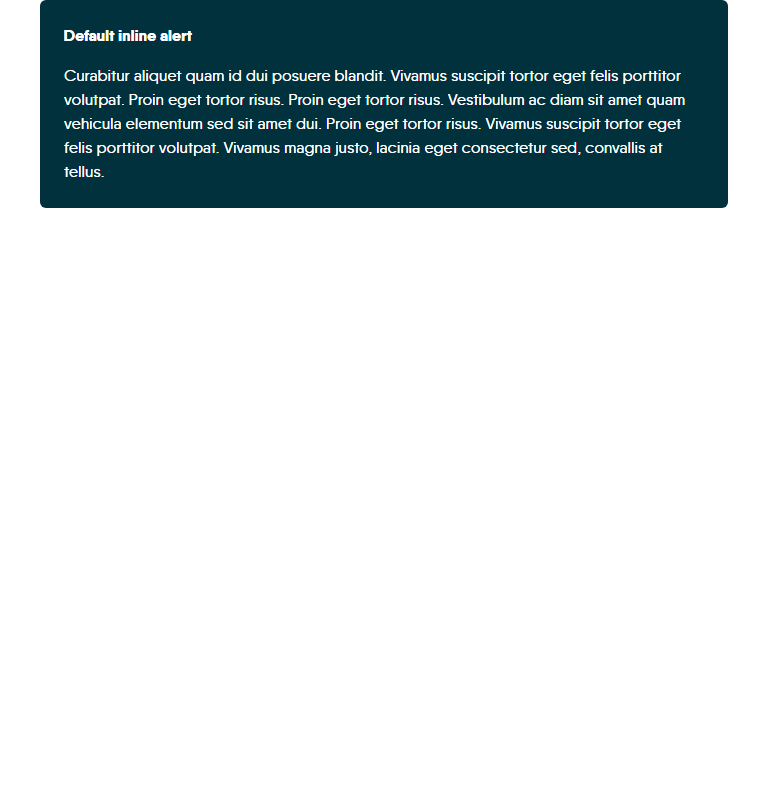 Default inline alert
Curabitur aliquet quam id dui posuere blandit. Vivamus suscipit tortor eget felis porttitor
volutpat. Proin eget tortor risus. Proin eget tortor risus. Vestibulum ac diam sit amet quam
vehicula elementum sed sit amet dui. Proin eget tortor risus. Vivamus suscipit tortor eget
felis porttitor volutpat. Vivamus magna justo, lacinia eget consectetur sed, convallis at
tellus.